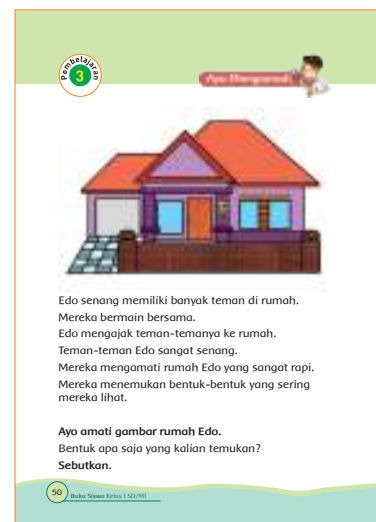 Pembelajaran
3
Ayo Mengamati
Edo senang memiliki banyak teman di rumah.
Mereka bermain bersama.
Edo mengajak teman-temanya ke rumah.
Teman-teman Edo sangat senang.
Mereka mengamati rumah Edo yang sangat rapi.
Mereka menemukan bentuk-bentuk yang sering
mereka lihat.
Ayo amati gambar rumah Edo.
Bentuk apa saja yang kalian temukan?
Sebutkan.
50
Buku Siswa Kelas 1 SD/MI